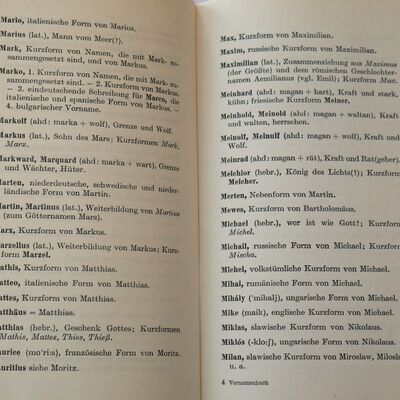 Mario, italienische Form von Marius.
Marius (lat.), Mann vom Meer(?).
Mark, Kurzform von Namen, die mit Mark- zu-
sammengesetzt sind, und von Markus.
Marko, 1. Kurzform von Namen, die mit Mark-
zusammengesetzt sind. – 2. Kurzform von Markus.
– 3. eindeutschende Schreibung für Marco, die
italienische und spanische Form von Markus. –
4. bulgarischer Vorname.
Markolf (ahd: marka + wolf), Grenze und Wolf.
Markus (lat.), Sohn des Mars; Kurzformen Mark,
Marx.
Markward, Marquard (ahd: marka + wart), Grenze
und Wächter, Hüter.
Marten, niederdeutsche, schwedische und nieder-
ländische Form von Martin.
Martin, Martinus (lat.), Weiterbildung von Martius
(zum Götternamen Mars).
Marx, Kurzform von Markus.
Marzellus (lat.), Weiterbildung von Markus; Kurz-
form Marzel.
Mathis, Kurzform von Matthias.
Matteo, italienische Form von Matthias.
Mattes, Kurzform von Matthias.
Matthäus = Matthias.
Matthias (hebr.), Geschenk Gottes; Kurzformen
Mathis, Mattes, Thies, Thieß.
Maurice (mo'ri:s), französische Form von Moritz.
Mauritius siehe Moritz.
Max, Kurzform von Maximilian.
Maxim, russische Kurzform von Maximilian.
Maximilian (lat.), Zusammenziehung aus Maximus
(der Größte) und dem römischen Geschlechter-
namen Aemilianus (vgl. Emil); Kurzform Max.
Meinhard (ahd: magan + hart), Kraft und stark,
kühn; friesische Kurzform Meiner.
Meinhold, Meinold (ahd: magan + waltan), Kraft
und walten, herrschen.
Meinolf, Meinulf (ahd: magan + wolf), Kraft und
Wolf.
Meinrad (ahd: magan + rät), Kraft und Rat(geber).
Melchior (hebr.), König des Lichts(?); Kurzform
Melcher.
Merten, Nebenform von Martin.
Mewes, Kurzform von Bartholomäus.
Michael (hebr.), wer ist wie Gott?; Kurzform
Michel.
Michail, russische Form von Michael; Kurzform
Mischa.
Michel, volkstümliche Kurzform von Michael.
Mihai, rumänische Form von Michael.
Mihály ('mihalj), ungarische Form von Michael.
Mike (maik), englische Kurzform von Michael.
Mikias, slawische Kurzform von Nikolaus.
Miklós (-klo:ʃ), ungarische Form von Nikolaus.
Milan, slawische Kurzform von Miroslaw, Miloslaw
u. a.
4 Vornamenbuch